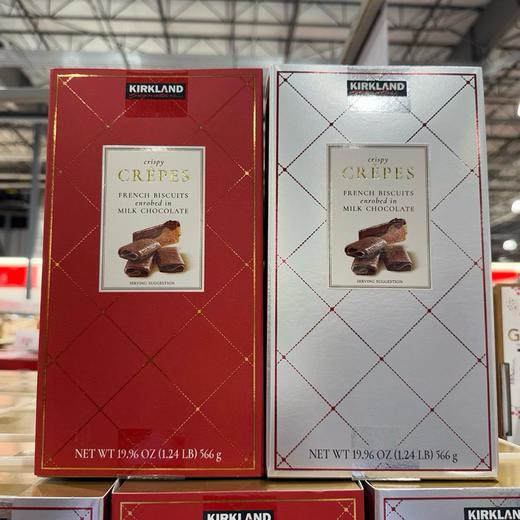 KIRKLAND
crispy
CRÊPES
FRENCH BISCUITS
enrobed in
MILK CHOCOLATE
SERVING SUGGESTION
NET WT 19.96 OZ (1.24 LB) 566 g
KIRKLAND
crispy
CRÊPES
FRENCH BISCUITS
enrobed in
MILK CHOCOLATE
SERVING SUGGESTION
NET WT 19.96 OZ (1.24 LB) 566 g
KIRKLAND
KIRKLAND
G